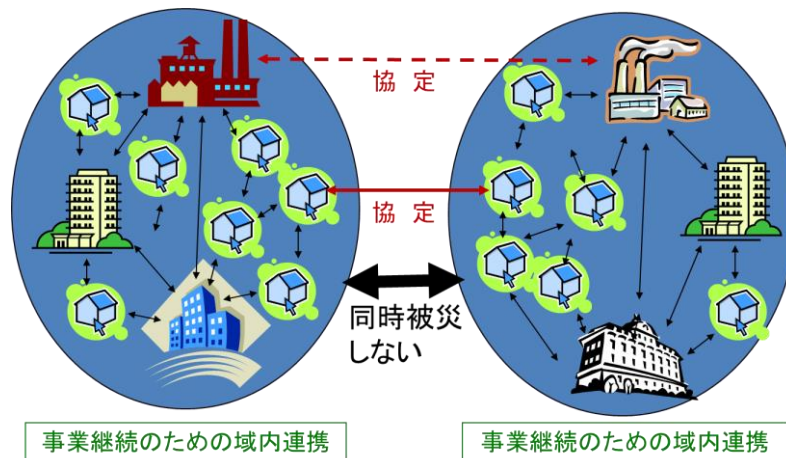 協 定
協 定
同時被災
しない
事業継続のための域内連携
事業継続のための域内連携